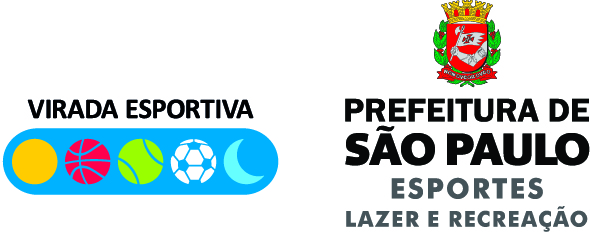 VIRADA ESPORTIVA
PREFEITURA DE
SÃO PAULO
ESPORTES
LAZER E RECREAÇÃO